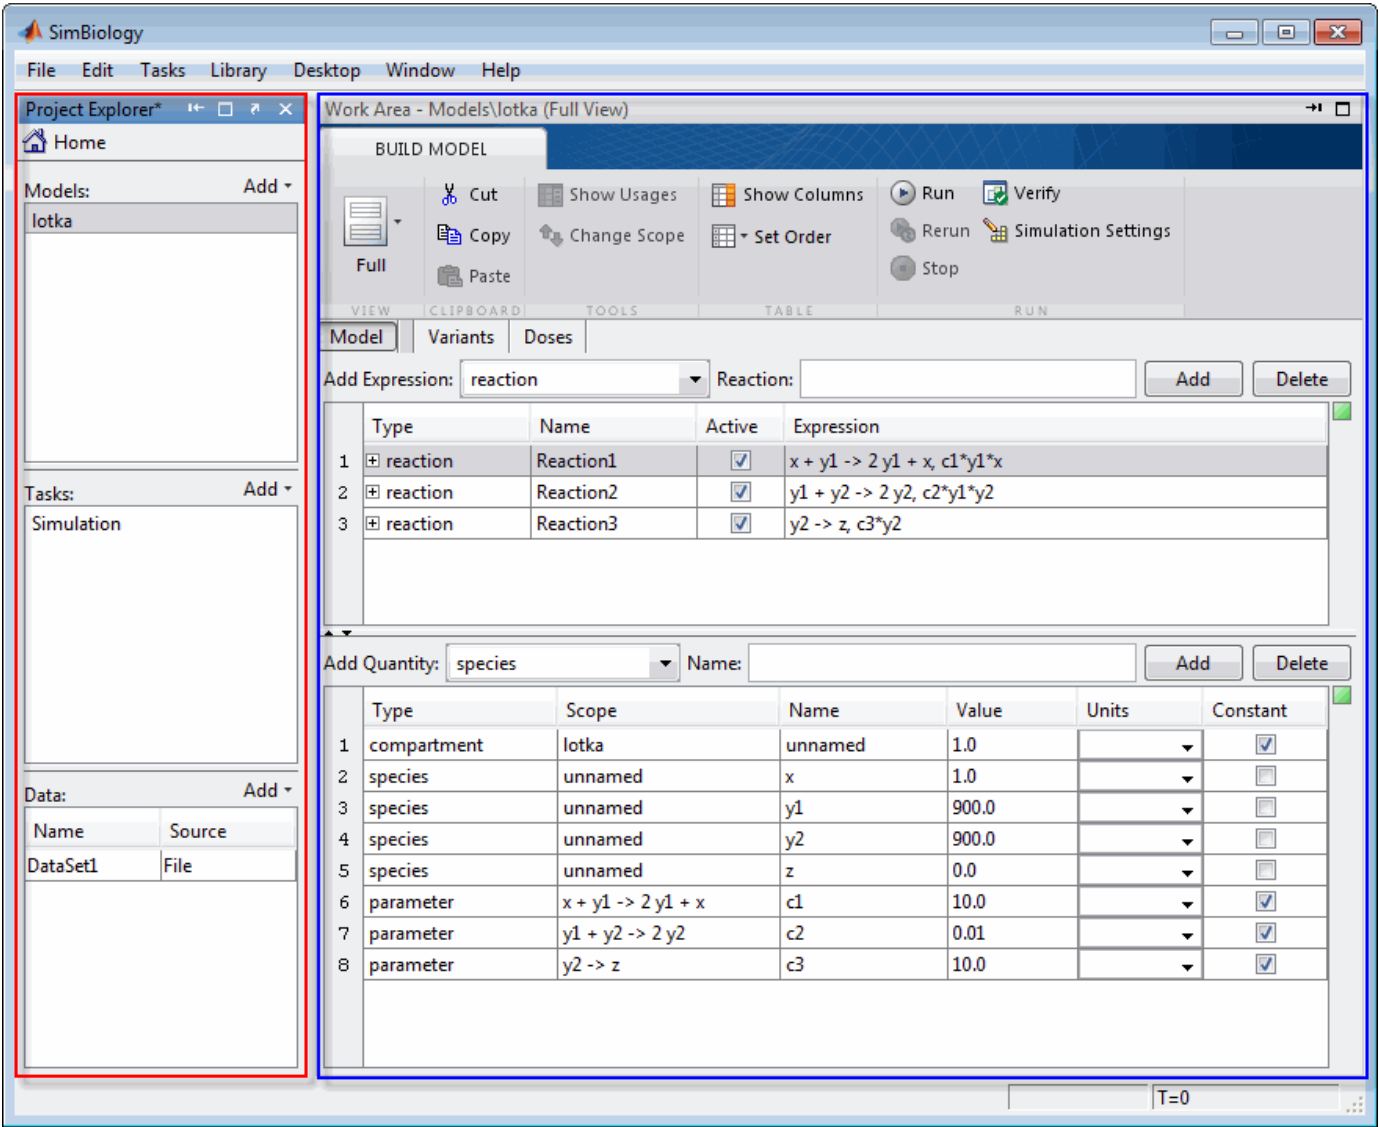 SimBiology
File Edit Tasks Library Desktop Window Help
Project Explorer*
Home
Models: Add
lotka
Tasks: Add
Simulation
Data: Add
Name Source
DataSet1 File
Work Area - Models\lotka (Full View)
BUILD MODEL
Cut Show Usages Show Columns Run Verify
Copy Change Scope Set Order Rerun Simulation Settings
Full Paste Stop
VIEW CLIPBOARD TOOLS TABLE RUN
Model Variants Doses
Add Expression: reaction Reaction: Add Delete
Type Name Active Expression
1 reaction Reaction1 x + y1 -> 2 y1 + x, c1*y1*x
2 reaction Reaction2 y1 + y2 -> 2 y2, c2*y1*y2
3 reaction Reaction3 y2 -> z, c3*y2
Add Quantity: species Name: Add Delete
Type Scope Name Value Units Constant
1 compartment lotka unnamed 1.0
2 species unnamed x 1.0
3 species unnamed y1 900.0
4 species unnamed y2 900.0
5 species unnamed z 0.0
6 parameter x + y1 -> 2 y1 + x c1 10.0
7 parameter y1 + y2 -> 2 y2 c2 0.01
8 parameter y2 -> z c3 10.0
T=0